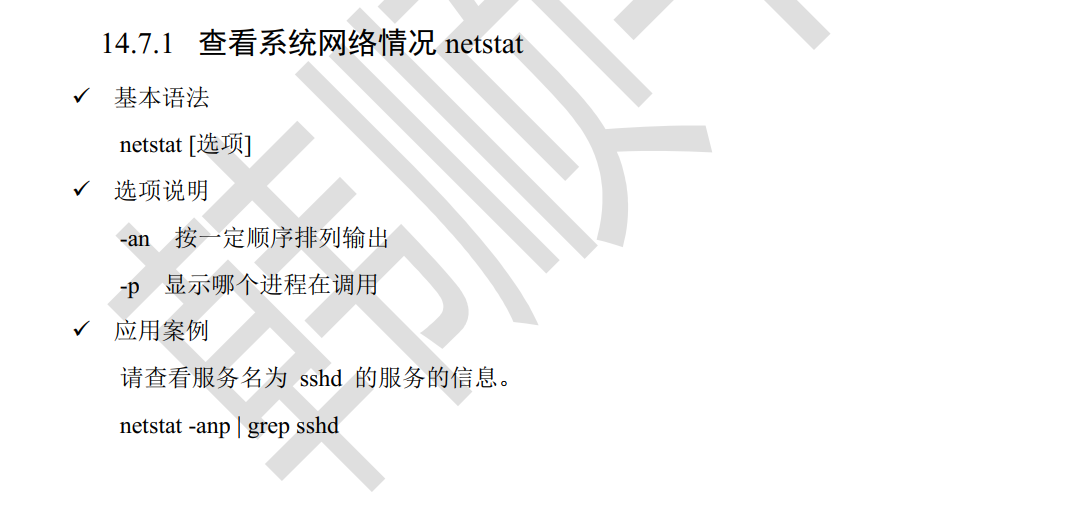 14.7.1 查看系统网络情况 netstat
✓ 基本语法
netstat [选项]
✓ 选项说明
-an 按一定顺序排列输出
-p 显示哪个进程在调用
✓ 应用案例
请查看服务名为 sshd 的服务的信息。
netstat -anp | grep sshd
韩顺